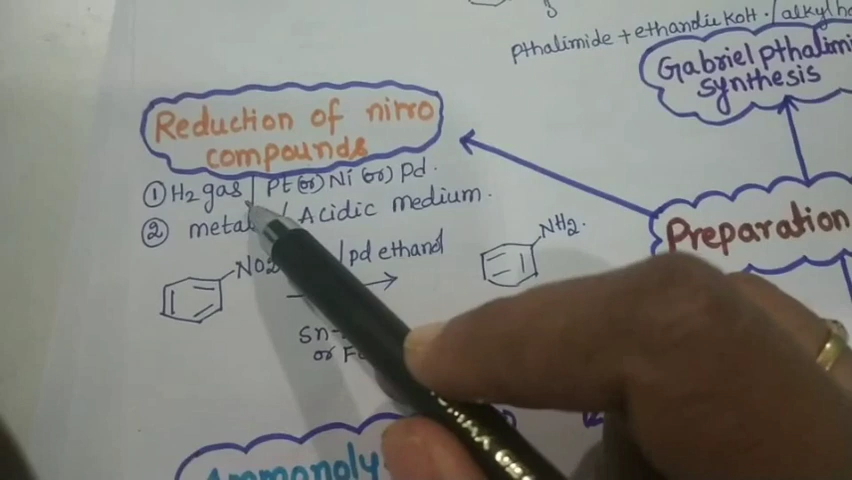 pthalimide + ethandic KOH. / alkyl ha
Gabriel pthalimi
synthesis
Reduction of nitro
compounds
① H2 gas / Pt (or) Ni (or) Pd.
② metal / Acidic medium.
NO2 / pd ethanol
NH2.
Sn
or Fe
Preparation
Ammonoly